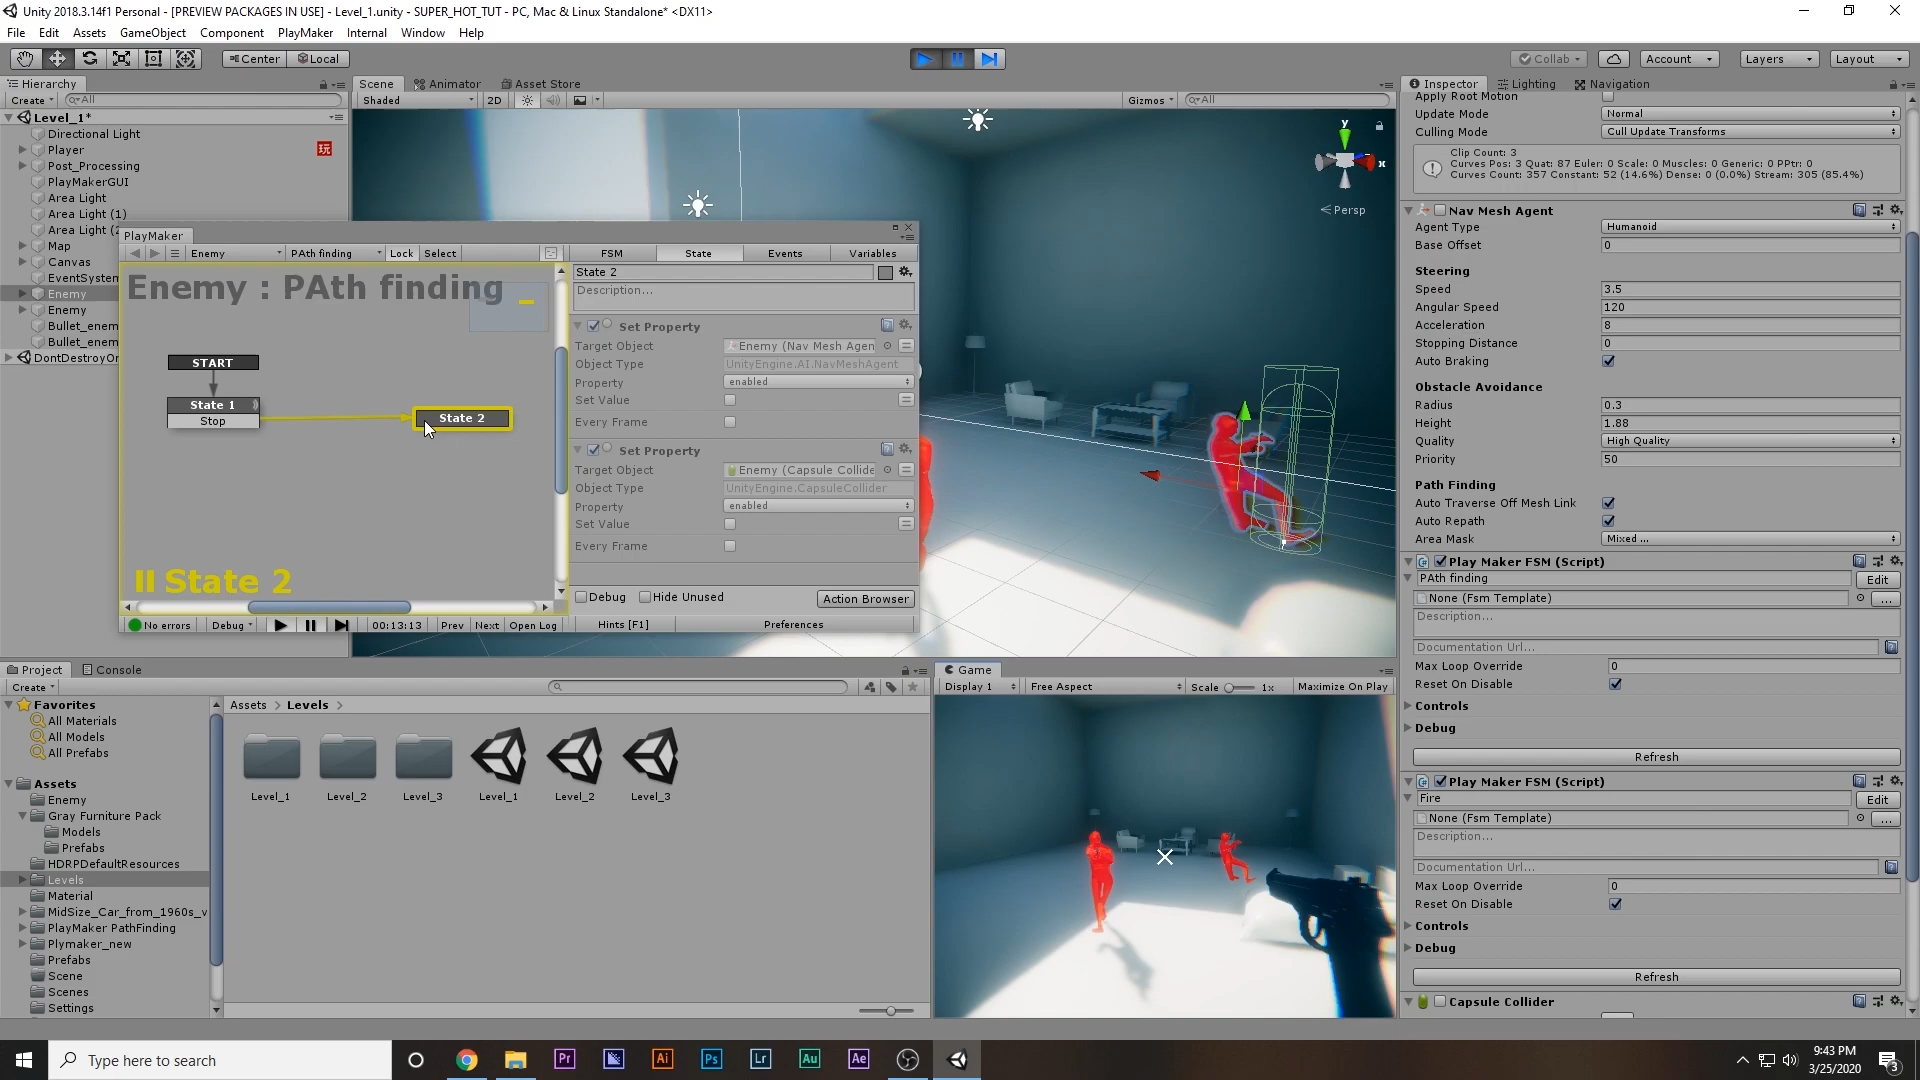 Unity 2018.3.14f1 Personal - [PREVIEW PACKAGES IN USE] - Level_1.unity - SUPER_HOT_TUT - PC, Mac & Linux Standalone* <DX11>
File Edit Assets GameObject Component PlayMaker Internal Window Help
Center Local Collab Account Layers Layout
Hierarchy
Create All
Level_1*
Directional Light
Player 玩
Post_Processing
PlayMakerGUI
Area Light
Area Light (1)
Area Light (2
Map
Canvas
EventSystem
Enemy
Enemy
Bullet_enem
Bullet_enem
DontDestroyOn
Scene Animator Asset Store
Shaded 2D Gizmos All
y
x
Persp
PlayMaker
Enemy PAth finding Lock Select
Enemy : PAth finding
START
State 1
Stop
State 2
State 2
No errors Debug 00:13:13 Prev Next Open Log
FSM State Events Variables
State 2
Description...
Set Property
Target Object Enemy (Nav Mesh Agen
Object Type UnityEngine.AI.NavMeshAgent
Property enabled
Set Value
Every Frame
Set Property
Target Object Enemy (Capsule Collide
Object Type UnityEngine.CapsuleCollider
Property enabled
Set Value
Every Frame
Debug Hide Unused Action Browser
Hints [F1] Preferences
Inspector Lighting Navigation
Apply Root Motion
Update Mode Normal
Culling Mode Cull Update Transforms
Clip Count: 3
Curves Pos: 3 Quat: 87 Euler: 0 Scale: 0 Muscles: 0 Generic: 0 PPtr: 0
Curves Count: 357 Constant: 52 (14.6%) Dense: 0 (0.0%) Stream: 305 (85.4%)
Nav Mesh Agent
Agent Type Humanoid
Base Offset 0
Steering
Speed 3.5
Angular Speed 120
Acceleration 8
Stopping Distance 0
Auto Braking
Obstacle Avoidance
Radius 0.3
Height 1.88
Quality High Quality
Priority 50
Path Finding
Auto Traverse Off Mesh Link
Auto Repath
Area Mask Mixed ...
Play Maker FSM (Script)
PAth finding Edit
None (Fsm Template) ...
Description...
Documentation Url...
Max Loop Override 0
Reset On Disable
Controls
Debug
Refresh
Play Maker FSM (Script)
Fire Edit
None (Fsm Template) ...
Description...
Documentation Url...
Max Loop Override 0
Reset On Disable
Controls
Debug
Refresh
Capsule Collider
Project Console
Create
Favorites
All Materials
All Models
All Prefabs
Assets
Enemy
Gray Furniture Pack
Models
Prefabs
HDRPDefaultResources
Levels
Material
MidSize_Car_from_1960s_v
PlayMaker PathFinding
Plymaker_new
Prefabs
Scene
Scenes
Settings
Assets > Levels >
Level_1 Level_2 Level_3 Level_1 Level_2 Level_3
Game
Display 1 Free Aspect Scale 1x Maximize On Play
Type here to search
Pr Ai Ps Lr Au Ae
9:43 PM
3/25/2020
3